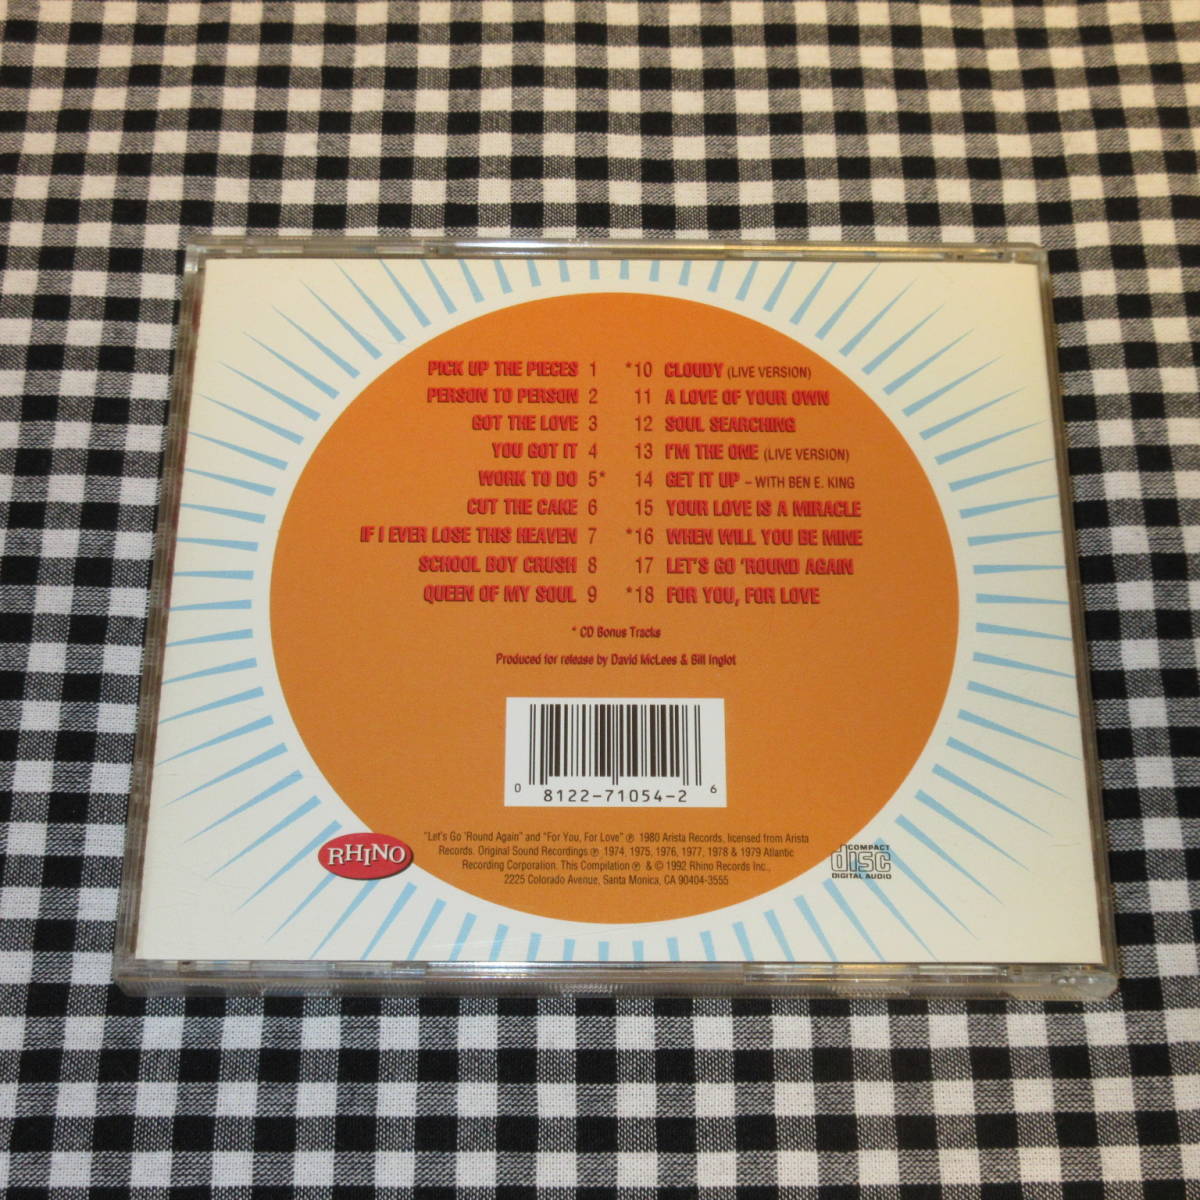 PICK UP THE PIECES 1
PERSON TO PERSON 2
GOT THE LOVE 3
YOU GOT IT 4
WORK TO DO 5*
CUT THE CAKE 6
IF I EVER LOSE THIS HEAVEN 7
SCHOOL BOY CRUSH 8
QUEEN OF MY SOUL 9
*10 CLOUDY (LIVE VERSION)
11 A LOVE OF YOUR OWN
12 SOUL SEARCHING
13 I'M THE ONE (LIVE VERSION)
14 GET IT UP – WITH BEN E. KING
15 YOUR LOVE IS A MIRACLE
*16 WHEN WILL YOU BE MINE
17 LET'S GO 'ROUND AGAIN
*18 FOR YOU, FOR LOVE
* CD Bonus Tracks
Produced for release by David McLees & Bill Inglot
0 8122-71054-2 6
"Let's Go 'Round Again" and "For You, For Love" ℗ 1980 Arista Records, licensed from Arista
Records. Original Sound Recordings ℗ 1974, 1975, 1976, 1977, 1978 & 1979 Atlantic
Recording Corporation. This Compilation ℗ & © 1992 Rhino Records Inc.,
2225 Colorado Avenue, Santa Monica, CA 90404-3555
RHINO
COMPACT
disc
DIGITAL AUDIO